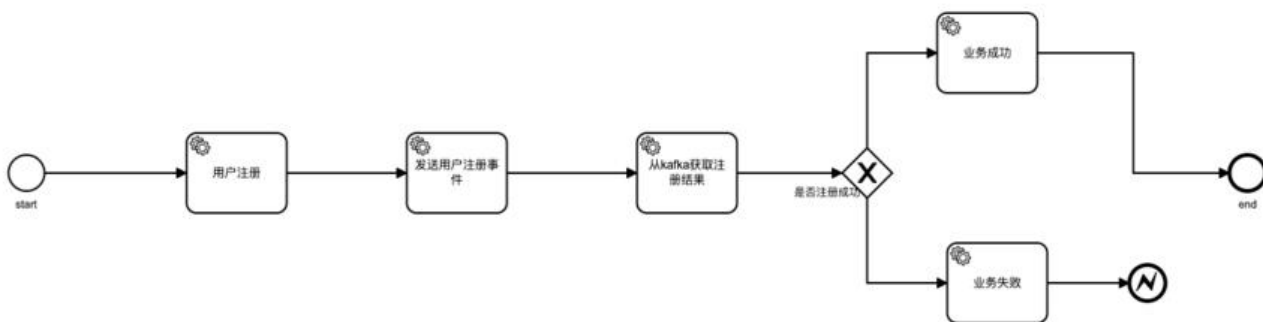 业务成功
用户注册
发送用户注册事
件
从kafka获取注
册结果
是否注册成功
start
end
业务失败